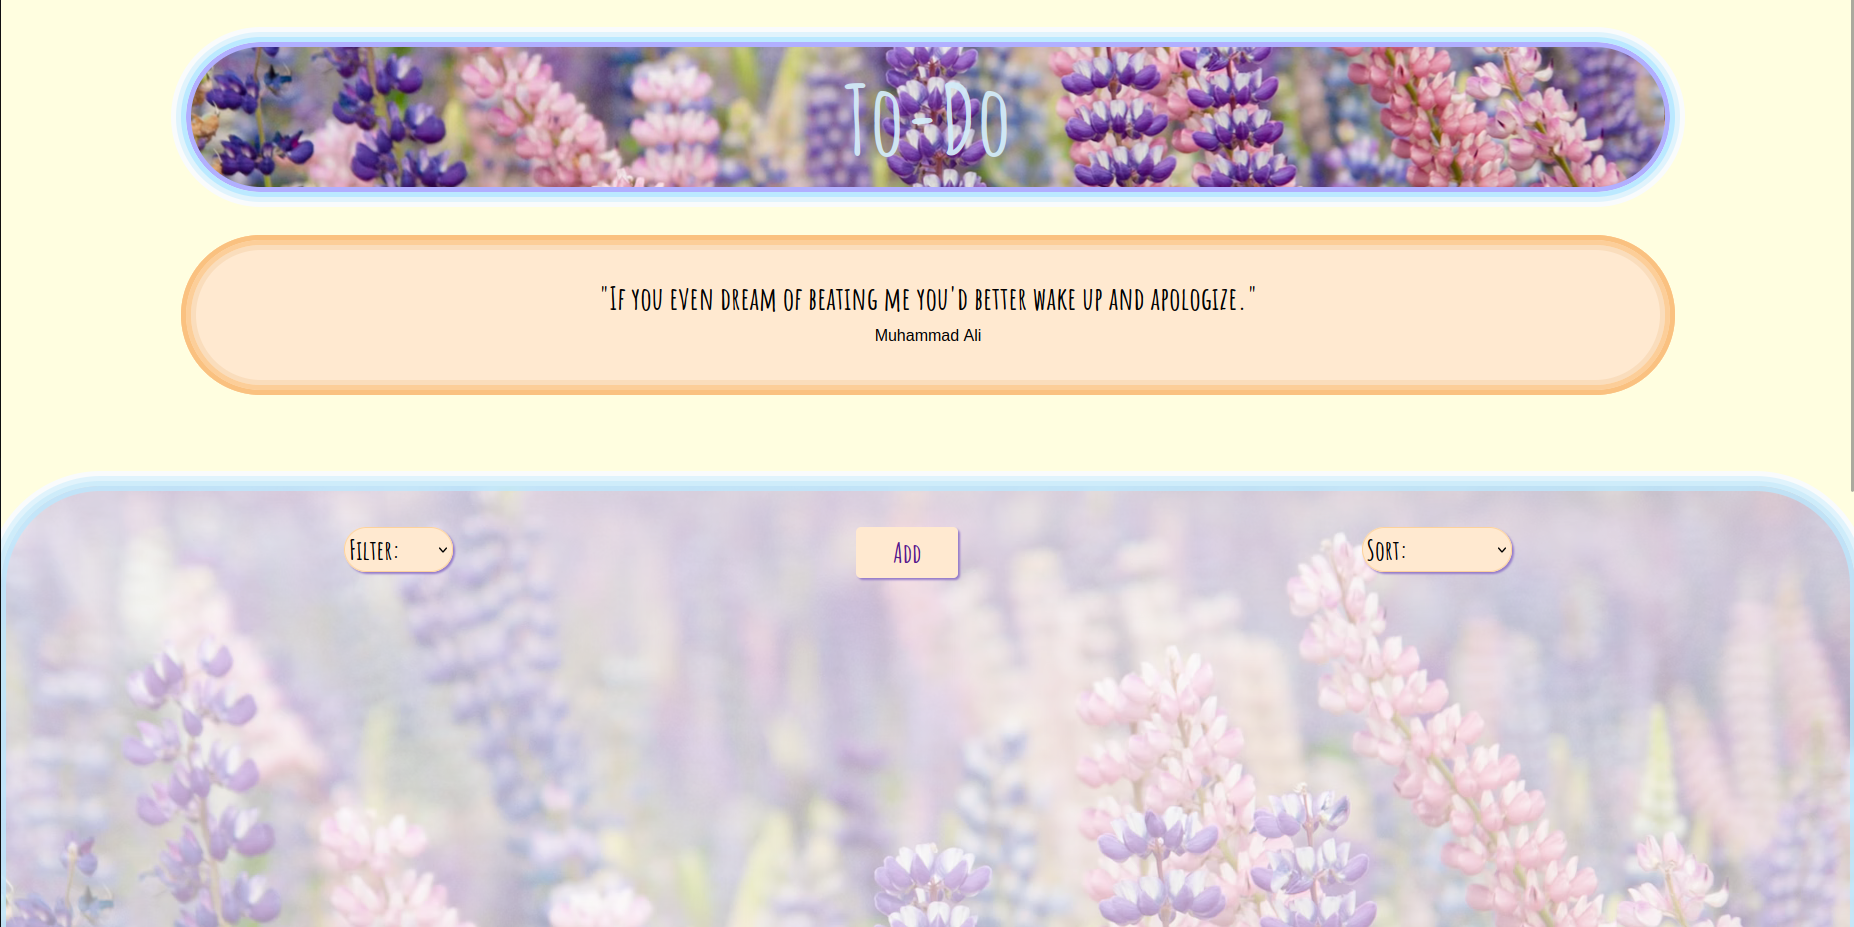 To-Do
"If you even dream of beating me you'd better wake up and apologize."
Muhammad Ali
Filter:
Add
Sort: